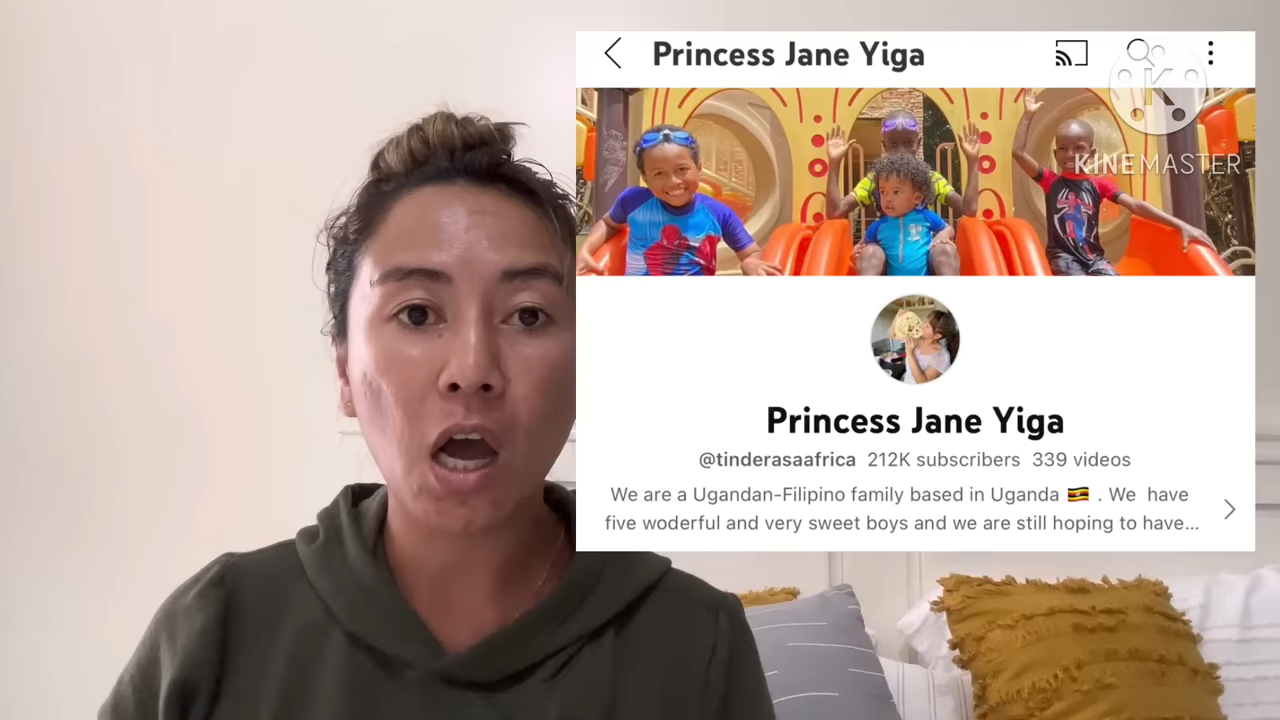 Princess Jane Yiga
K
KINEMASTER
Princess Jane Yiga
@tinderasaafrica 212K subscribers 339 videos
We are a Ugandan-Filipino family based in Uganda 🇺🇬 . We have
five woderful and very sweet boys and we are still hoping to have...